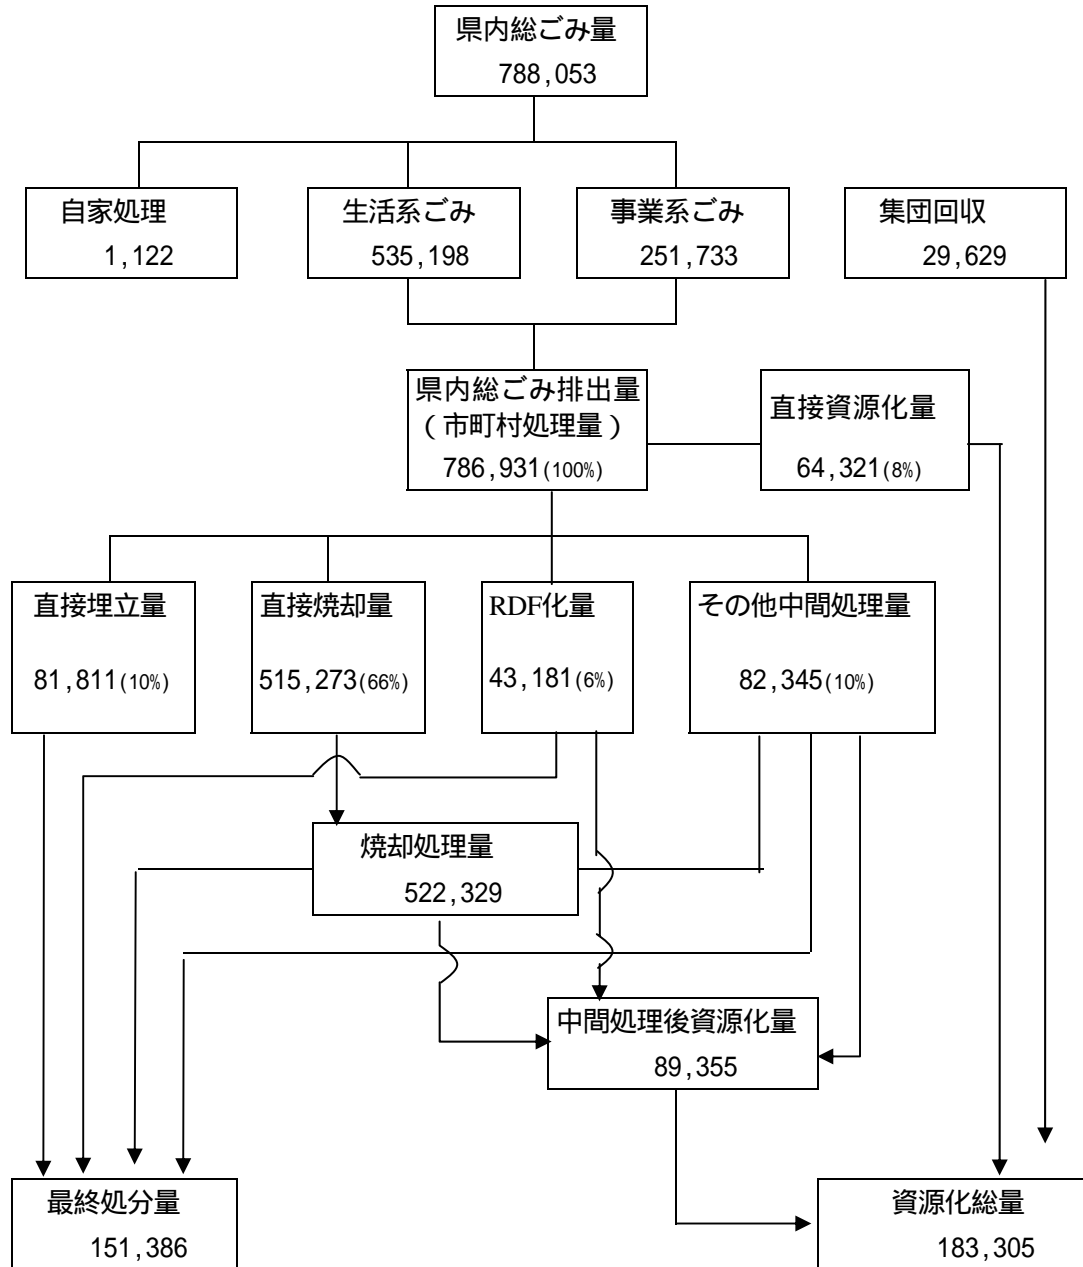 県内総ごみ量
788,053
自家処理
1,122
生活系ごみ
535,198
事業系ごみ
251,733
集団回収
29,629
県内総ごみ排出量
(市町村処理量)
786,931(100%)
直接資源化量
64,321(8%)
直接埋立量
81,811(10%)
直接焼却量
515,273(66%)
RDF化量
43,181(6%)
その他中間処理量
82,345(10%)
焼却処理量
522,329
中間処理後資源化量
89,355
最終処分量
151,386
資源化総量
183,305